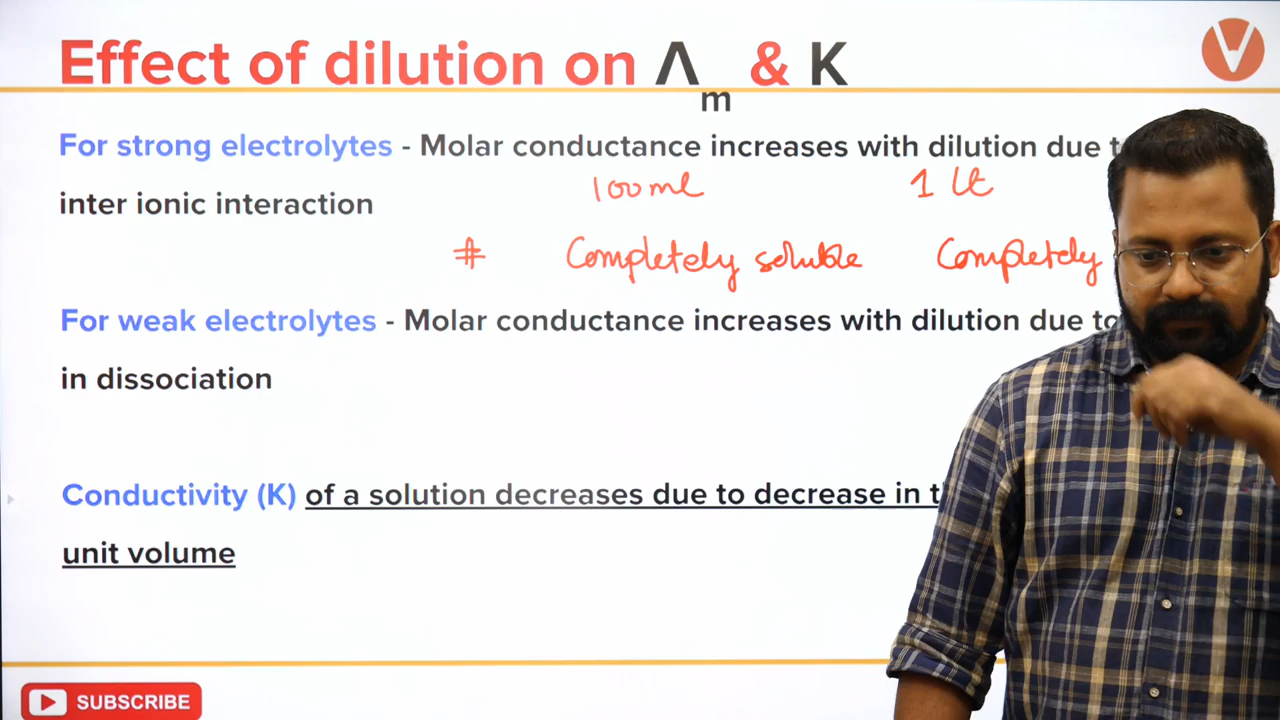 Effect of dilution on Λm & K
For strong electrolytes - Molar conductance increases with dilution due
inter ionic interaction
100 ml 1 lt
# Completely soluble Completely
For weak electrolytes - Molar conductance increases with dilution due to
in dissociation
Conductivity (K) of a solution decreases due to decrease in
unit volume
SUBSCRIBE